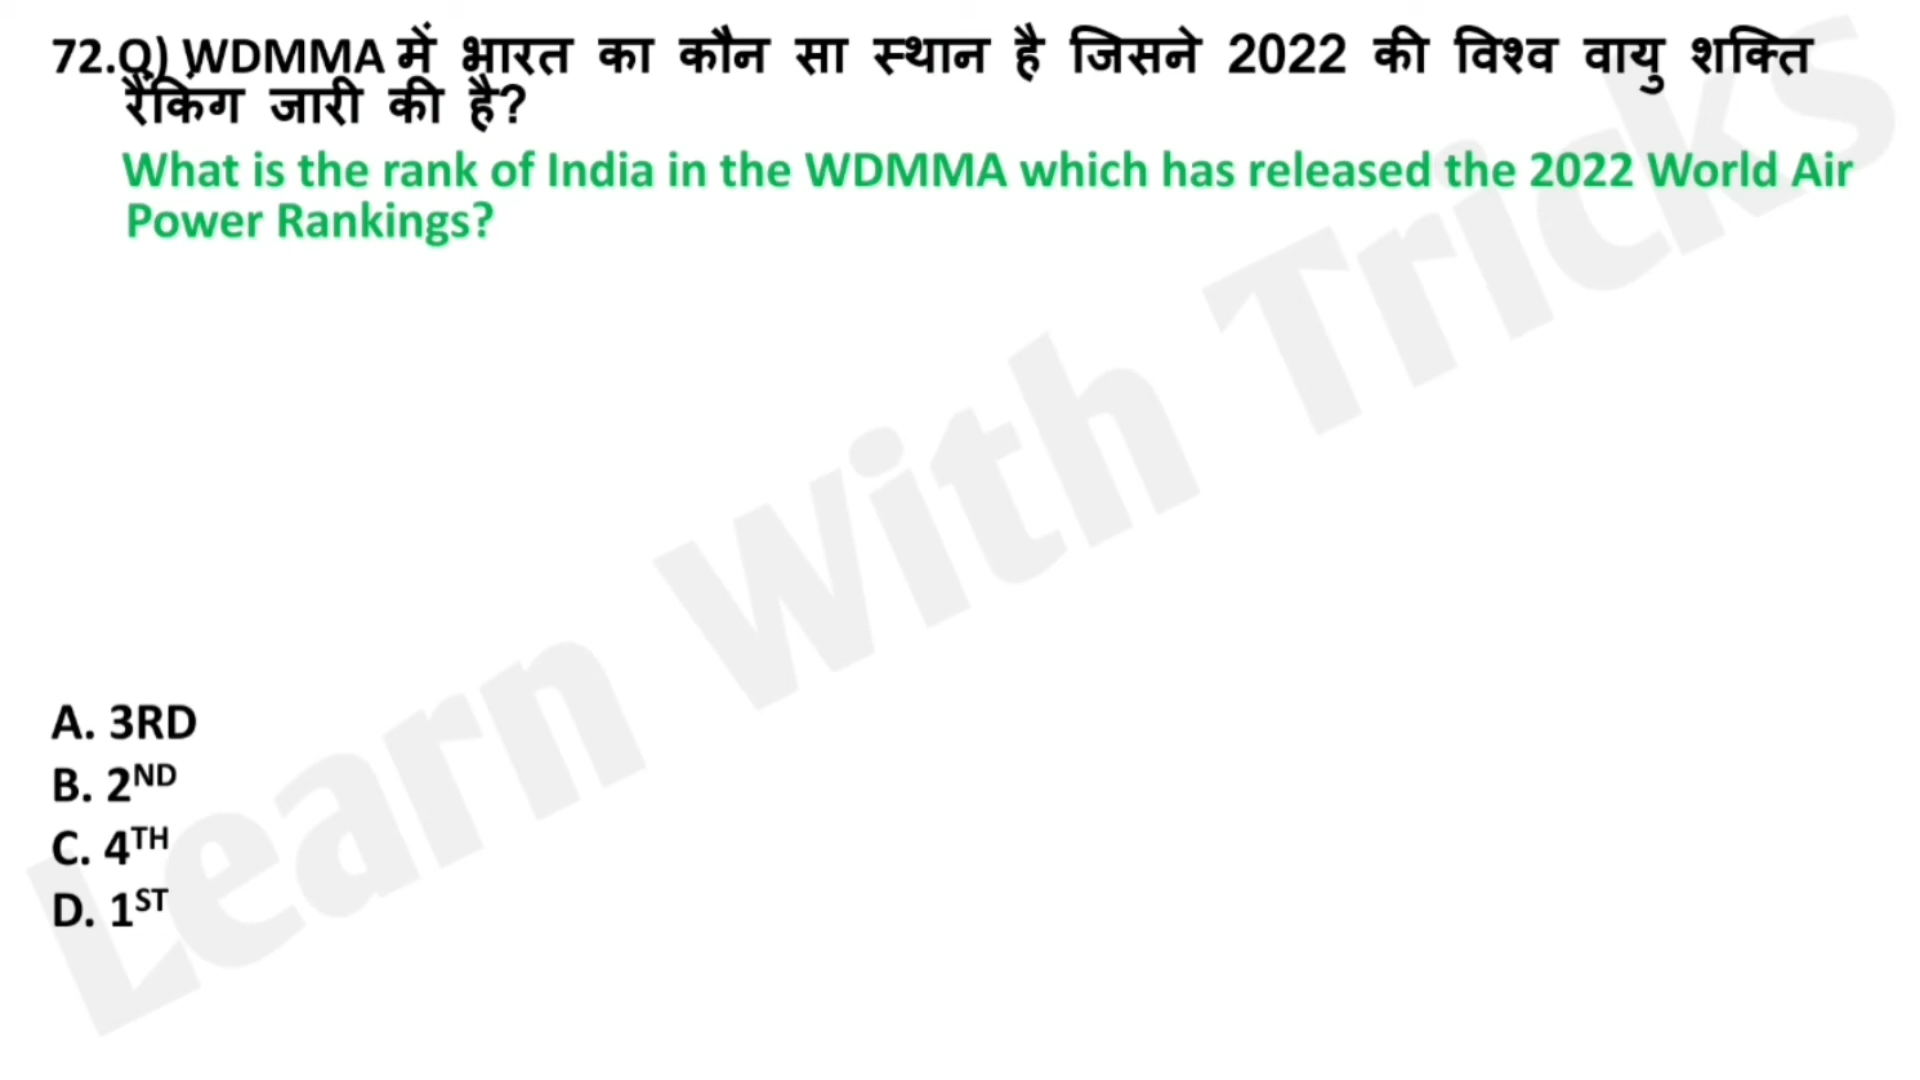 72.Q) WDMMA में भारत का कौन सा स्थान है जिसने 2022 की विश्व वायु शक्ति
रैंकिंग जारी की है?
What is the rank of India in the WDMMA which has released the 2022 World Air
Power Rankings?
Learn With Tricks
A. 3RD
B. 2ND
C. 4TH
D. 1ST